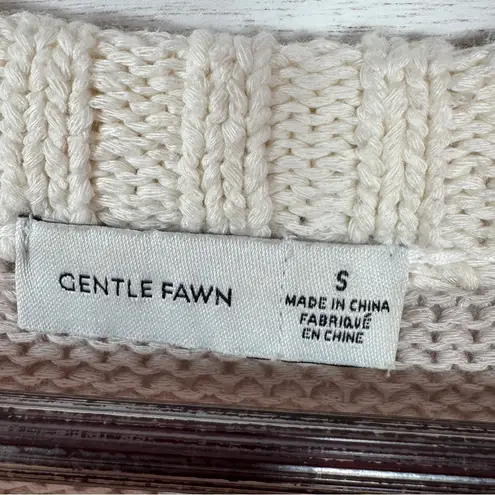 GENTLE FAWN
S
MADE IN CHINA
FABRIQUÉ
EN CHINE